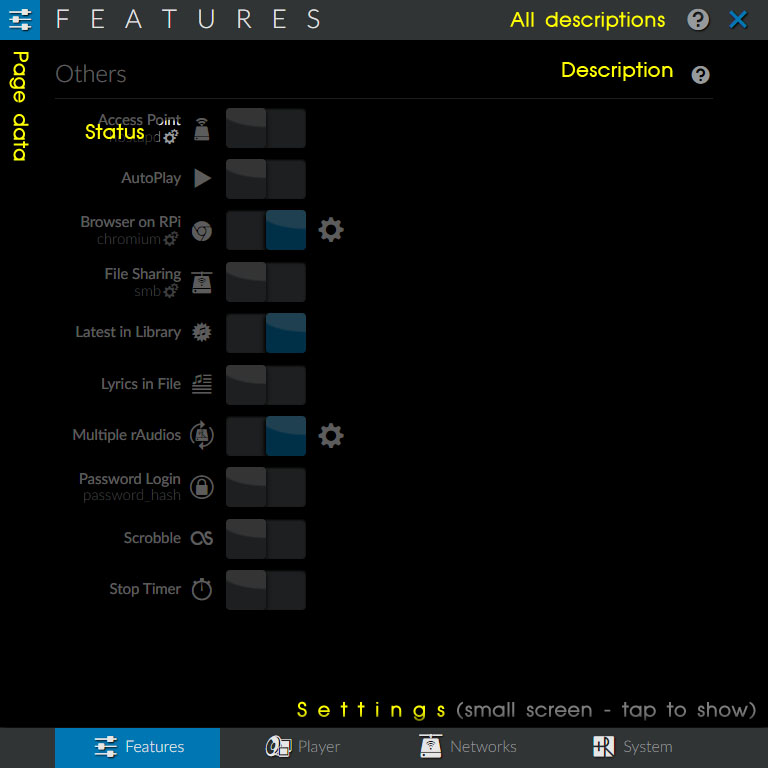 FEATURES All descriptions ?
Page data
Others Description ?
Access Point
Status
hostapd
AutoPlay
Browser on RPi
chromium
File Sharing
smb
Latest in Library
Lyrics in File
Multiple rAudios
Password Login
password_hash
Scrobble
Stop Timer
Settings (small screen - tap to show)
Features Player Networks System